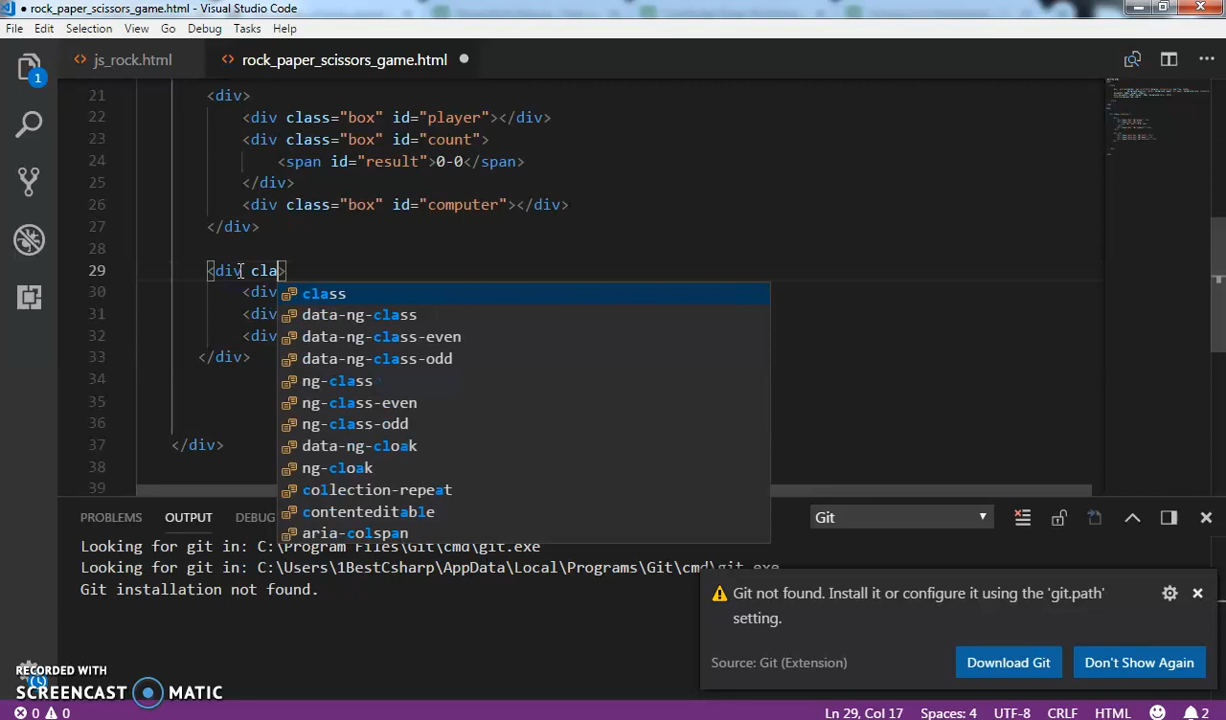 rock_paper_scissors_game.html - Visual Studio Code
File Edit Selection View Go Debug Tasks Help
js_rock.html rock_paper_scissors_game.html
1
21 <div>
22 <div class="box" id="player"></div>
23 <div class="box" id="count">
24 <span id="result">0-0</span>
25 </div>
26 <div class="box" id="computer"></div>
27 </div>
28
29 <div cla>
30 <div class
31 <div data-ng-class
32 <div data-ng-class-even
33 </div> data-ng-class-odd
34 ng-class
35 ng-class-even
36 ng-class-odd
37 </div> data-ng-cloak
38 ng-cloak
39 collection-repeat
contenteditable
aria-colspan
PROBLEMS OUTPUT DEBUG Git
Looking for git in: C:\Program Files\Git\cmd\git.exe
Looking for git in: C:\Users\1BestCsharp\AppData\Local\Programs\Git\cmd\git.exe
Git installation not found.
Git not found. Install it or configure it using the 'git.path'
setting.
Source: Git (Extension) Download Git Don't Show Again
RECORDED WITH
SCREENCAST MATIC
0 0 Ln 29, Col 17 Spaces: 4 UTF-8 CRLF HTML 2